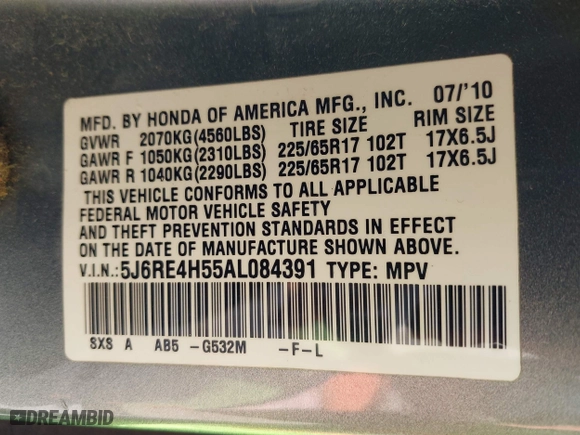 MFD. BY HONDA OF AMERICA MFG., INC. 07/'10
GVWR 2070KG(4560LBS) TIRE SIZE RIM SIZE
GAWR F 1050KG(2310LBS) 225/65R17 102T 17X6.5J
GAWR R 1040KG(2290LBS) 225/65R17 102T 17X6.5J
THIS VEHICLE CONFORMS TO ALL APPLICABLE
FEDERAL MOTOR VEHICLE SAFETY
AND THEFT PREVENTION STANDARDS IN EFFECT
ON THE DATE OF MANUFACTURE SHOWN ABOVE.
V.I.N.:5J6RE4H55AL084391 TYPE: MPV
SXS A AB5 -G532M -F-L
DREAMBID